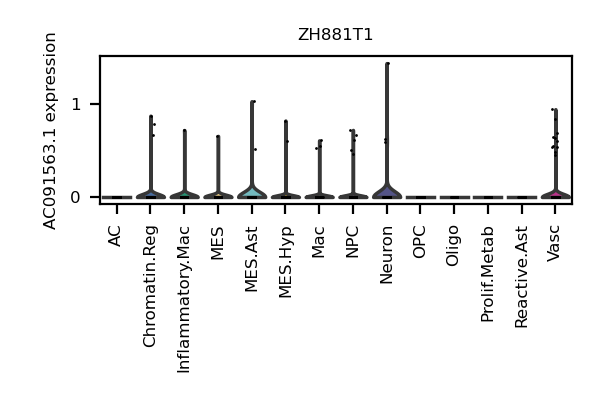 ZH881T1
AC091563.1 expression
1
0
AC
Chromatin.Reg
Inflammatory.Mac
MES
MES.Ast
MES.Hyp
Mac
NPC
Neuron
OPC
Oligo
Prolif.Metab
Reactive.Ast
Vasc